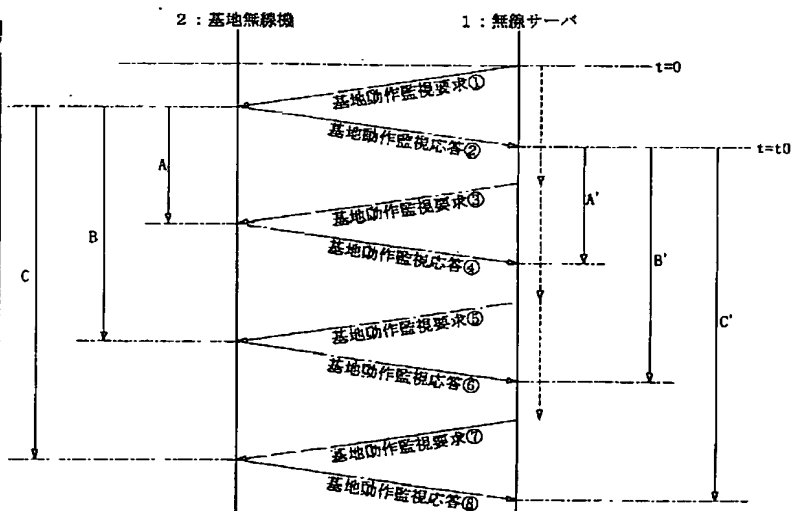 2：基地無線機
1：無線サーバ
t=0
基地動作監視要求①
基地動作監視応答②
t=t0
A
A'
基地動作監視要求③
B
基地動作監視応答④
B'
C
基地動作監視要求⑤
C'
基地動作監視応答⑥
基地動作監視要求⑦
基地動作監視応答⑧